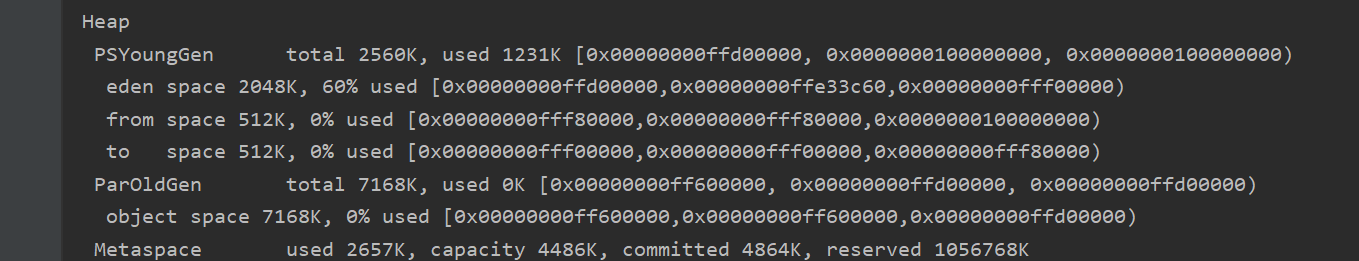 Heap
PSYoungGen      total 2560K, used 1231K [0x00000000ffd00000, 0x0000000100000000, 0x0000000100000000)
eden space 2048K, 60% used [0x00000000ffd00000,0x00000000ffe33c60,0x00000000fff00000)
from space 512K, 0% used [0x00000000fff80000,0x00000000fff80000,0x0000000100000000)
to   space 512K, 0% used [0x00000000fff00000,0x00000000fff00000,0x00000000fff80000)
ParOldGen       total 7168K, used 0K [0x00000000ff600000, 0x00000000ffd00000, 0x00000000ffd00000)
object space 7168K, 0% used [0x00000000ff600000,0x00000000ff600000,0x00000000ffd00000)
Metaspace       used 2657K, capacity 4486K, committed 4864K, reserved 1056768K